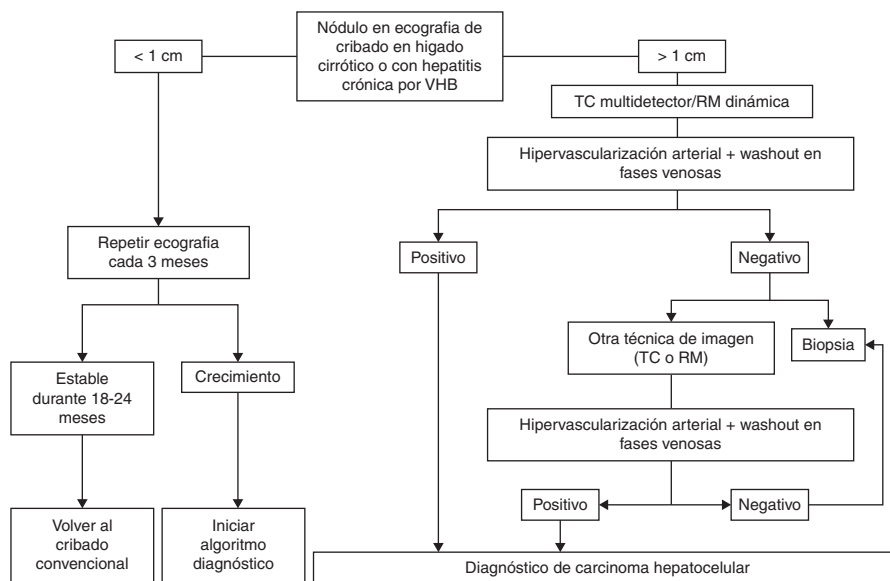 Nódulo en ecografia de
cribado en higado
cirrótico o con hepatitis
crónica por VHB
< 1 cm
> 1 cm
TC multidetector/RM dinámica
Hipervascularización arterial + washout en
fases venosas
Repetir ecografia
cada 3 meses
Positivo
Negativo
Otra técnica de imagen
(TC o RM)
Biopsia
Estable
durante 18-24
meses
Crecimiento
Hipervascularización arterial + washout en
fases venosas
Positivo
Negativo
Volver al
cribado
convencional
Iniciar
algoritmo
diagnóstico
Diagnóstico de carcinoma hepatocelular